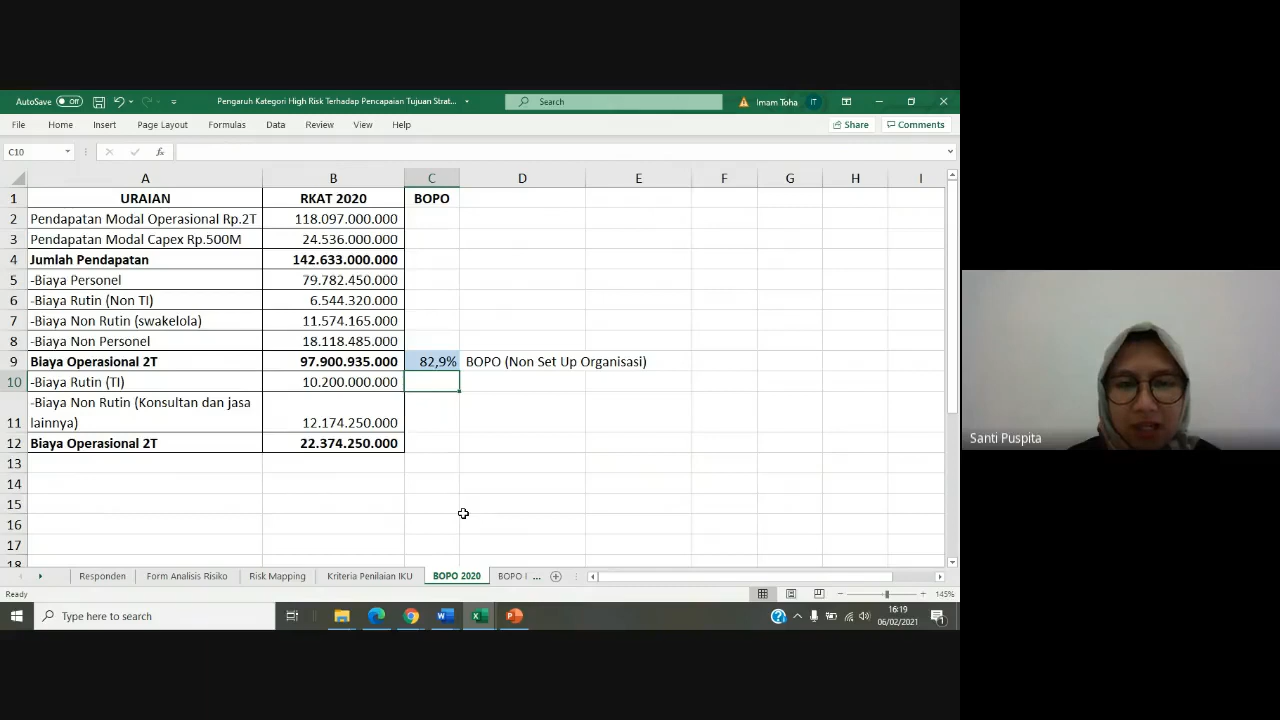 AutoSave Off Pengaruh Kategori High Risk Terhadap Pencapaian Tujuan Strat... Search Imam Toha IT
File Home Insert Page Layout Formulas Data Review View Help Share Comments
C10 fx
A B C D E F G H I
1 URAIAN RKAT 2020 BOPO
2 Pendapatan Modal Operasional Rp.2T 118.097.000.000
3 Pendapatan Modal Capex Rp.500M 24.536.000.000
4 Jumlah Pendapatan 142.633.000.000
5 -Biaya Personel 79.782.450.000
6 -Biaya Rutin (Non TI) 6.544.320.000
7 -Biaya Non Rutin (swakelola) 11.574.165.000
8 -Biaya Non Personel 18.118.485.000
9 Biaya Operasional 2T 97.900.935.000 82,9% BOPO (Non Set Up Organisasi)
10 -Biaya Rutin (TI) 10.200.000.000
-Biaya Non Rutin (Konsultan dan jasa
11 lainnya) 12.174.250.000
12 Biaya Operasional 2T 22.374.250.000
13
14
15
16
17
18
Santi Puspita
Responden Form Analisis Risiko Risk Mapping Kriteria Penilaian IKU BOPO 2020 BOPO I ...
Ready 145%
Type here to search 16:19
06/02/2021